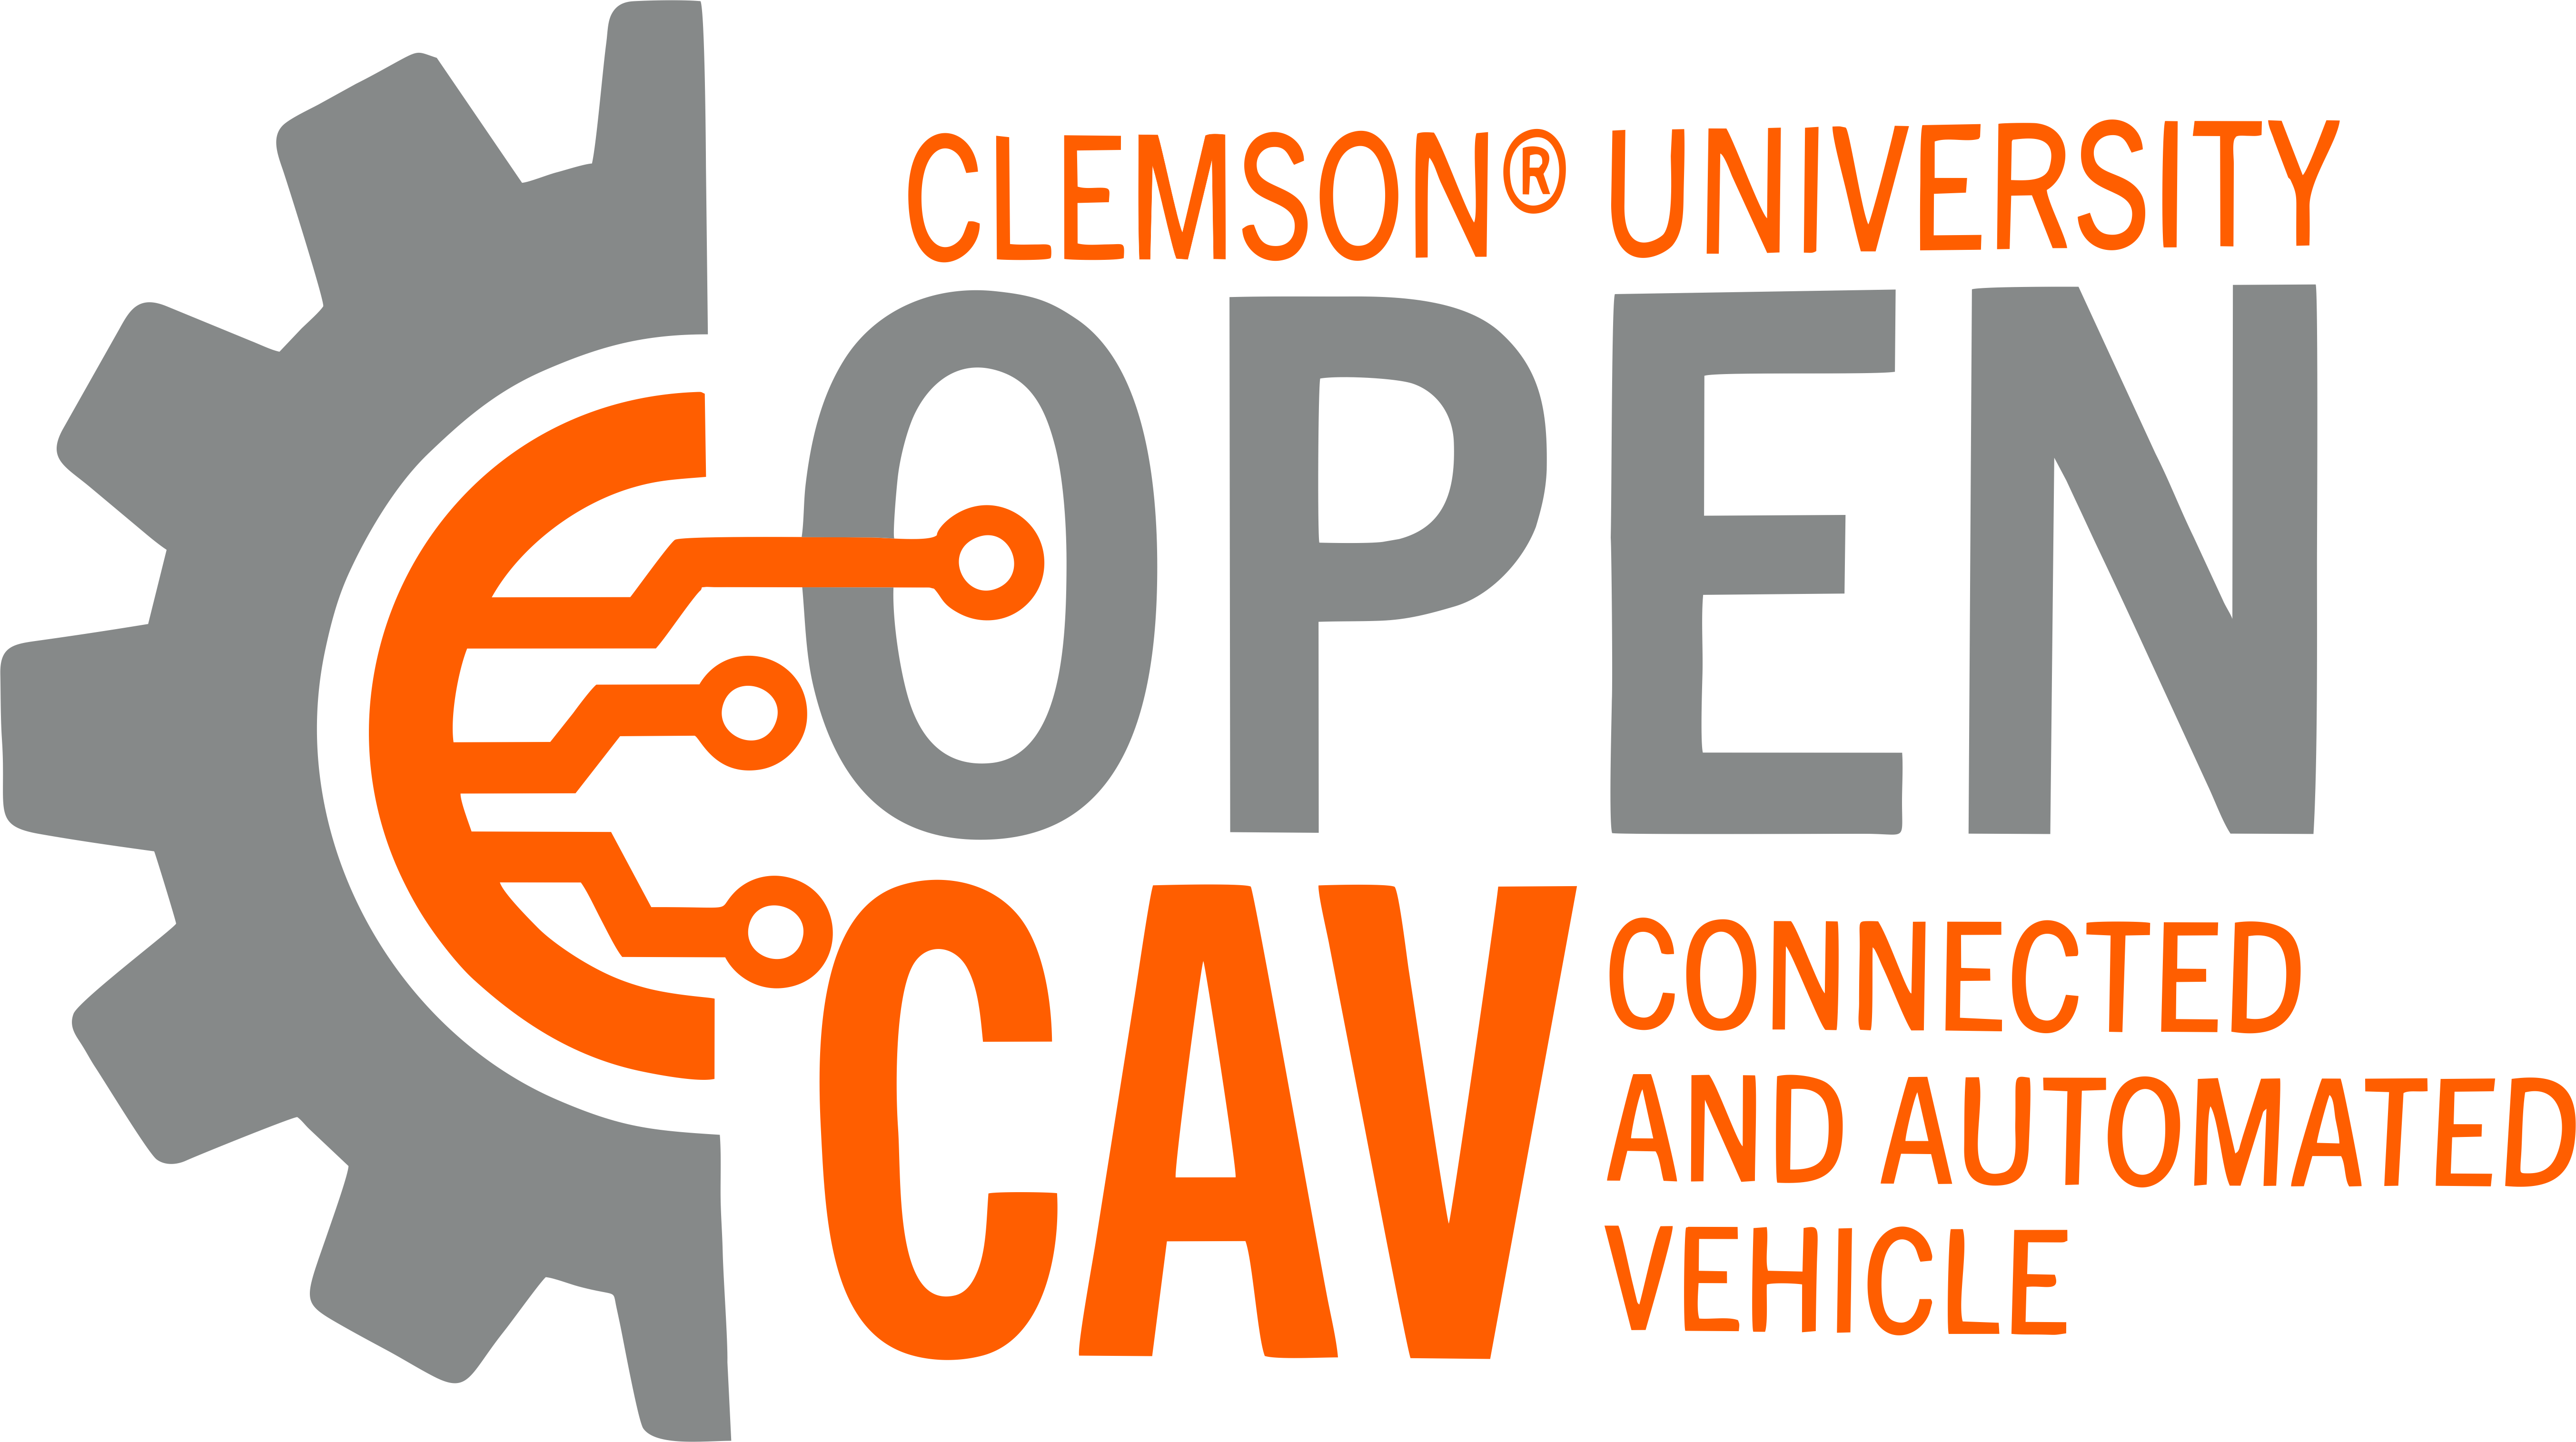 CLEMSON® UNIVERSITY
OPEN
CAV
CONNECTED
AND AUTOMATED
VEHICLE